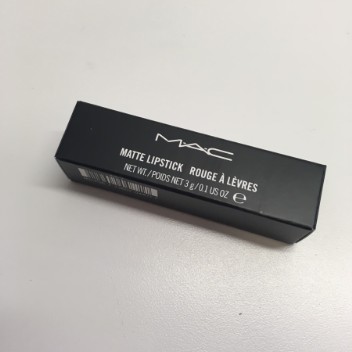 MAC
MATTE LIPSTICK ROUGE À LÈVRES
NET WT./POIDS NET 3 g/0.1 US OZ ℮